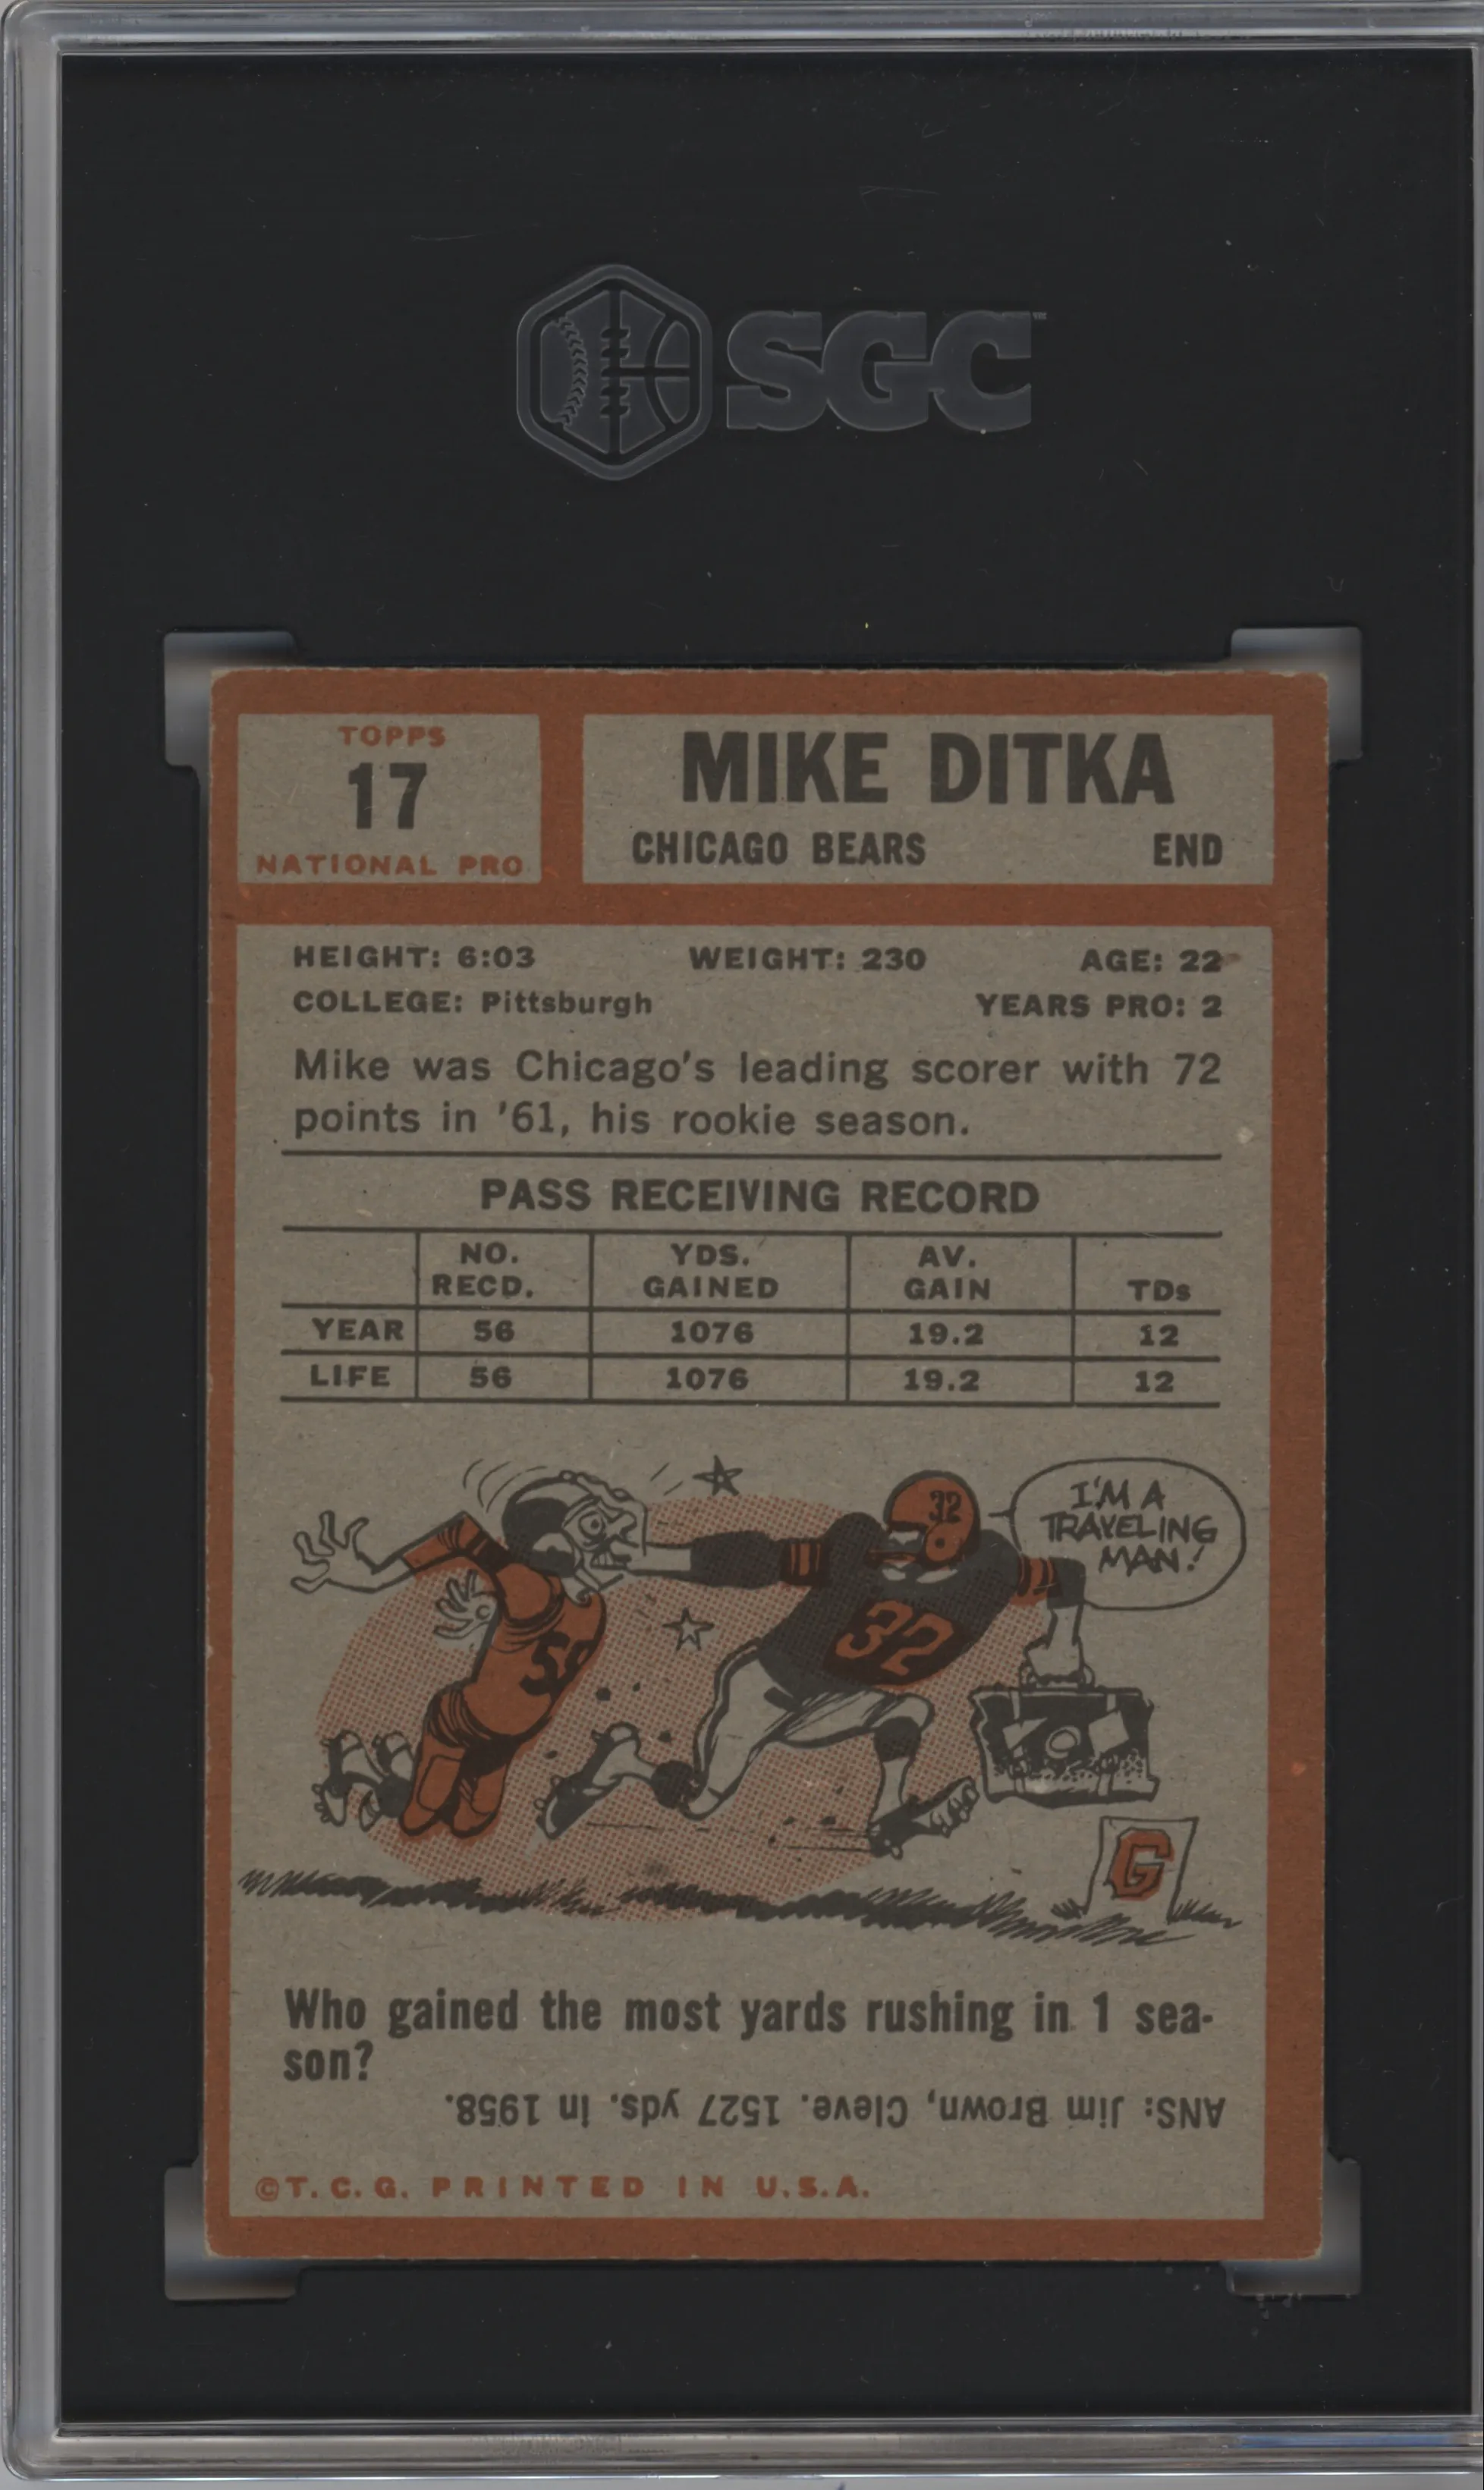 SGC
TOPPS
17
NATIONAL PRO
MIKE DITKA
CHICAGO BEARS END
HEIGHT: 6:03 WEIGHT: 230 AGE: 22
COLLEGE: Pittsburgh YEARS PRO: 2
Mike was Chicago's leading scorer with 72
points in '61, his rookie season.
PASS RECEIVING RECORD
NO. YDS. AV.
RECD. GAINED GAIN TDs
YEAR 56 1076 19.2 12
LIFE 56 1076 19.2 12
I'M A
TRAVELING
MAN!
32
32
G
Who gained the most yards rushing in 1 sea-
son?
ANS: Jim Brown, Cleve. 1527 yds. in 1958.
©T.C.G. PRINTED IN U.S.A.